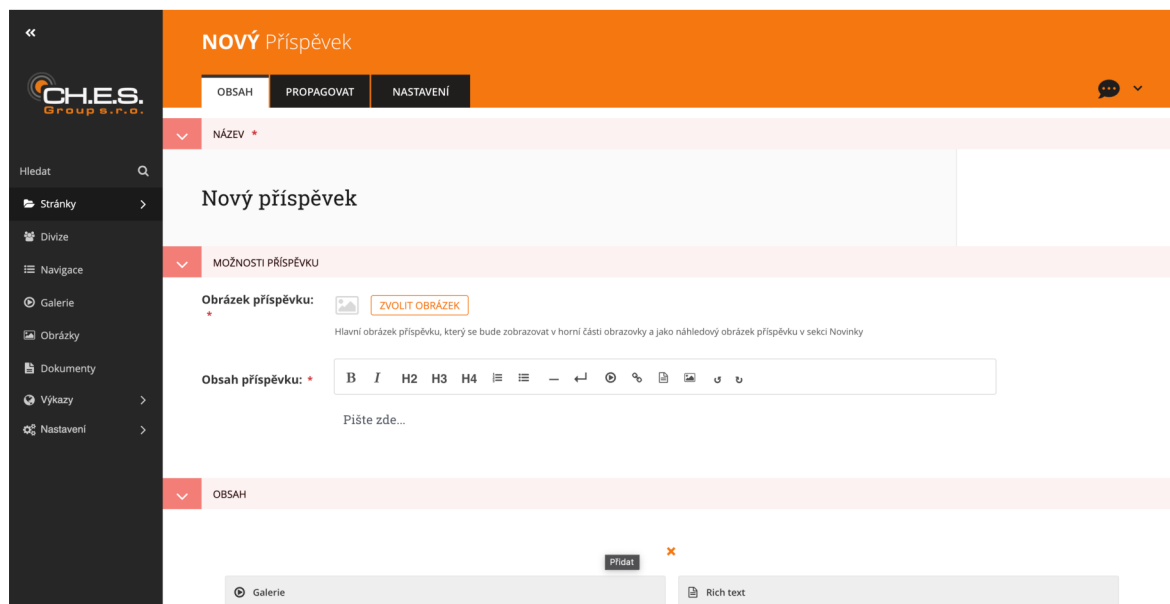 NOVÝ Příspěvek
CH.E.S.
Group s.r.o.
OBSAH PROPAGOVAT NASTAVENÍ
Hledat
Stránky
Divize
Navigace
Galerie
Obrázky
Dokumenty
Výkazy
Nastavení
NÁZEV *
Nový příspěvek
MOŽNOSTI PŘÍSPĚVKU
Obrázek příspěvku: *
ZVOLIT OBRÁZEK
Hlavní obrázek příspěvku, který se bude zobrazovat v horní části obrazovky a jako náhledový obrázek příspěvku v sekci Novinky
Obsah příspěvku: *
B I H2 H3 H4
Pište zde...
OBSAH
Přidat
Galerie Rich text